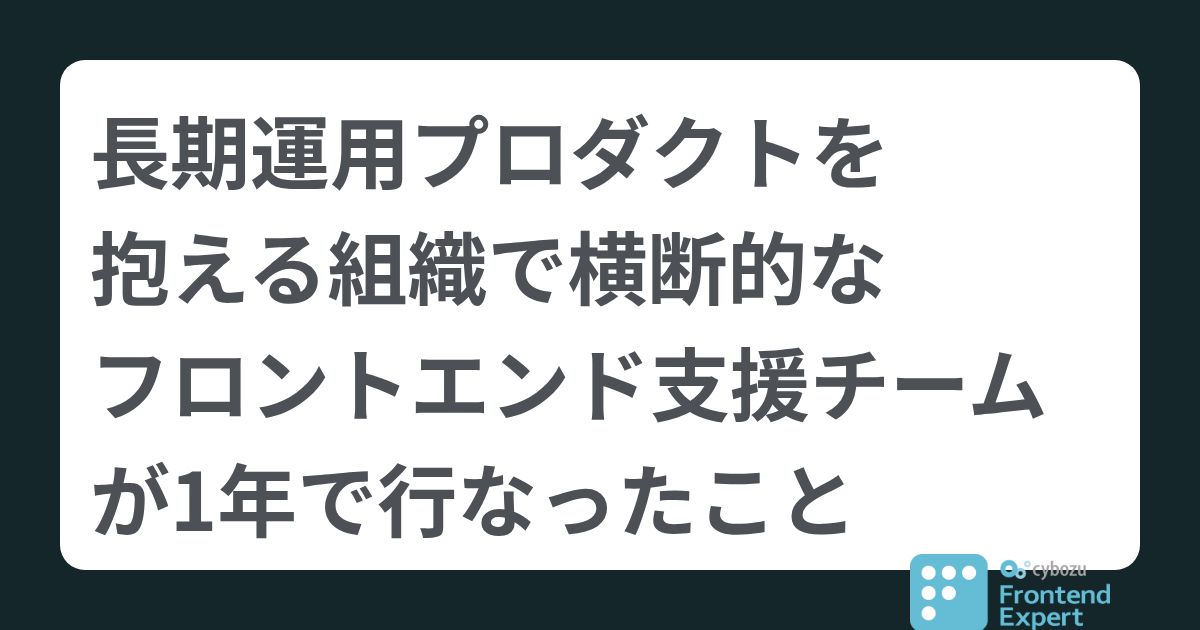 長期運用プロダクトを
抱える組織で横断的な
フロントエンド支援チーム
が1年で行なったこと
cybozu
Frontend
Expert